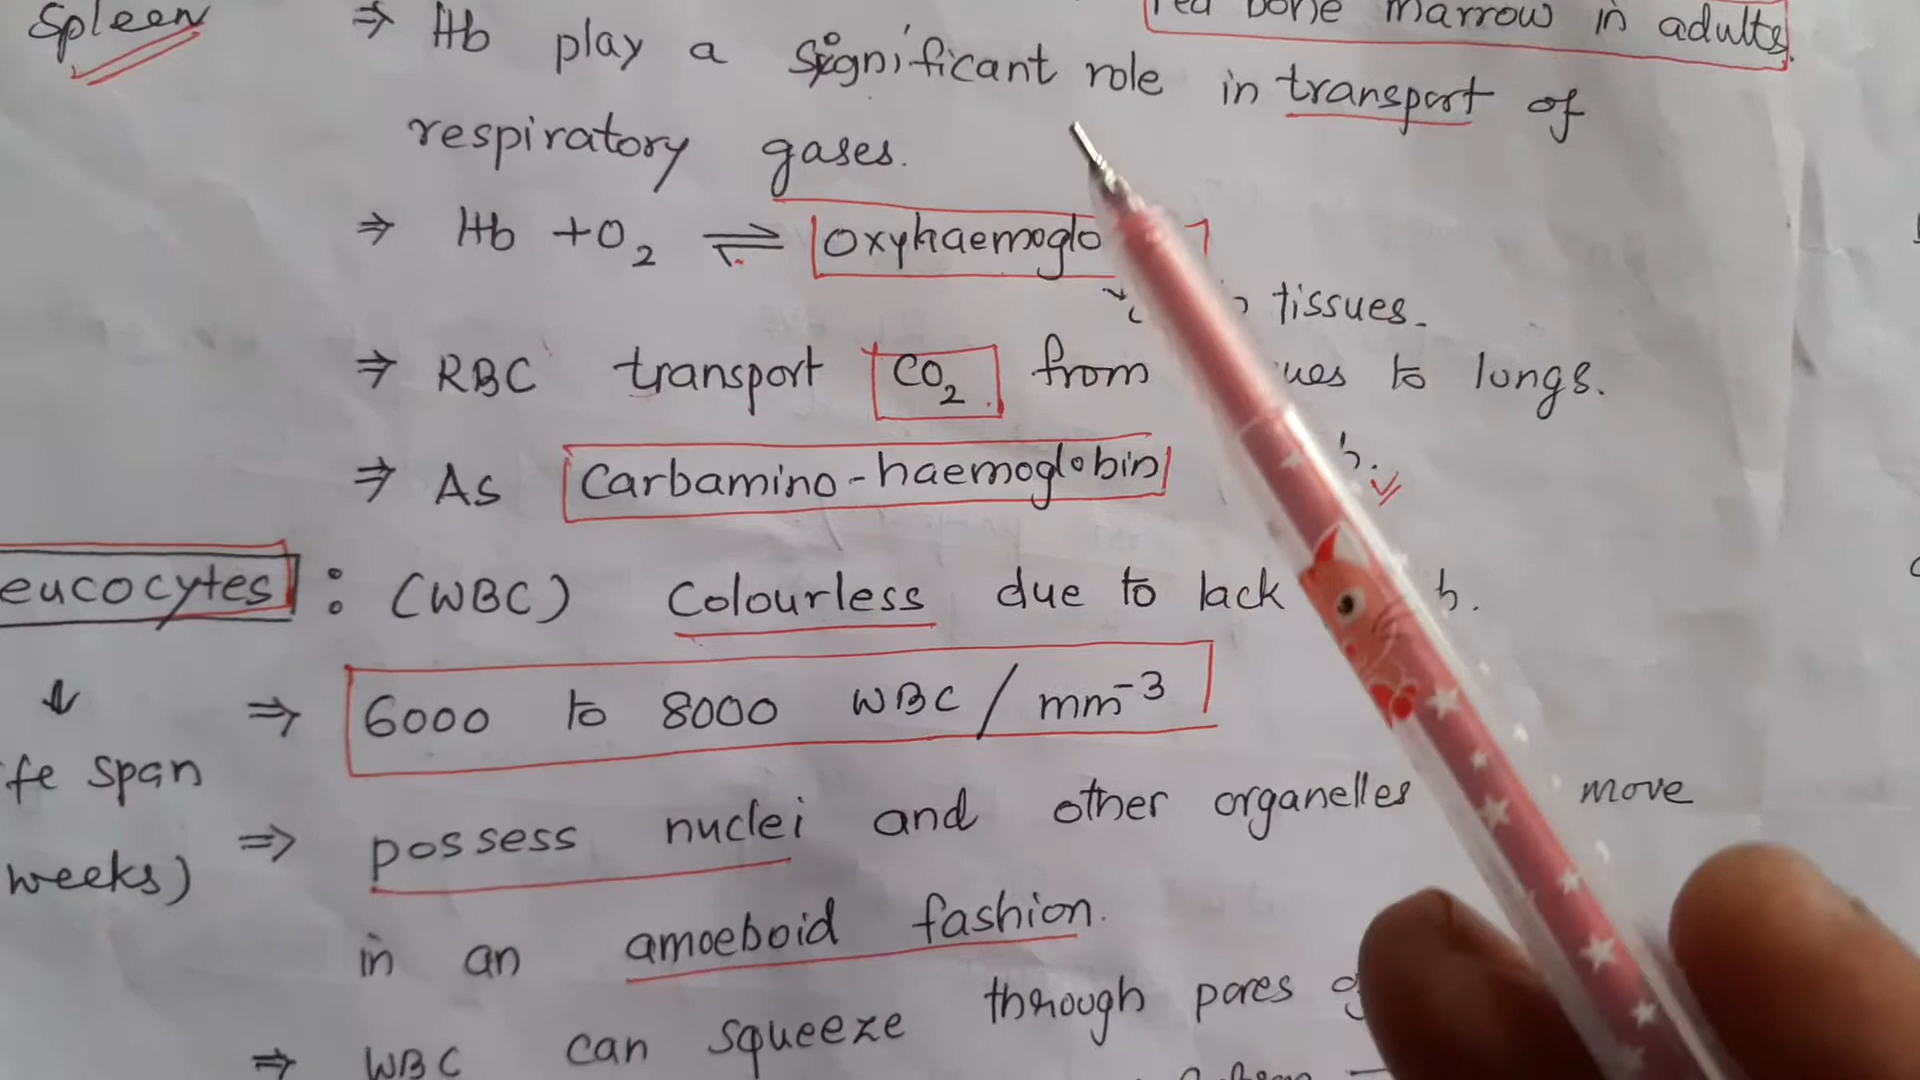 red bone marrow in adults.
Spleen ⇒ Hb play a significant role in transport of
respiratory gases.
⇒ Hb + O2 ⇌ Oxyhaemoglo
tissues.
⇒ RBC transport CO2 from ues to lungs.
⇒ As Carbamino-haemoglobin
eucocytes : (WBC) Colourless due to lack b.
↓ ⇒ 6000 to 8000 WBC / mm-3
fe span
⇒ possess nuclei and other organelles move
weeks)
in an amoeboid fashion.
⇒ WBC can squeeze through pores